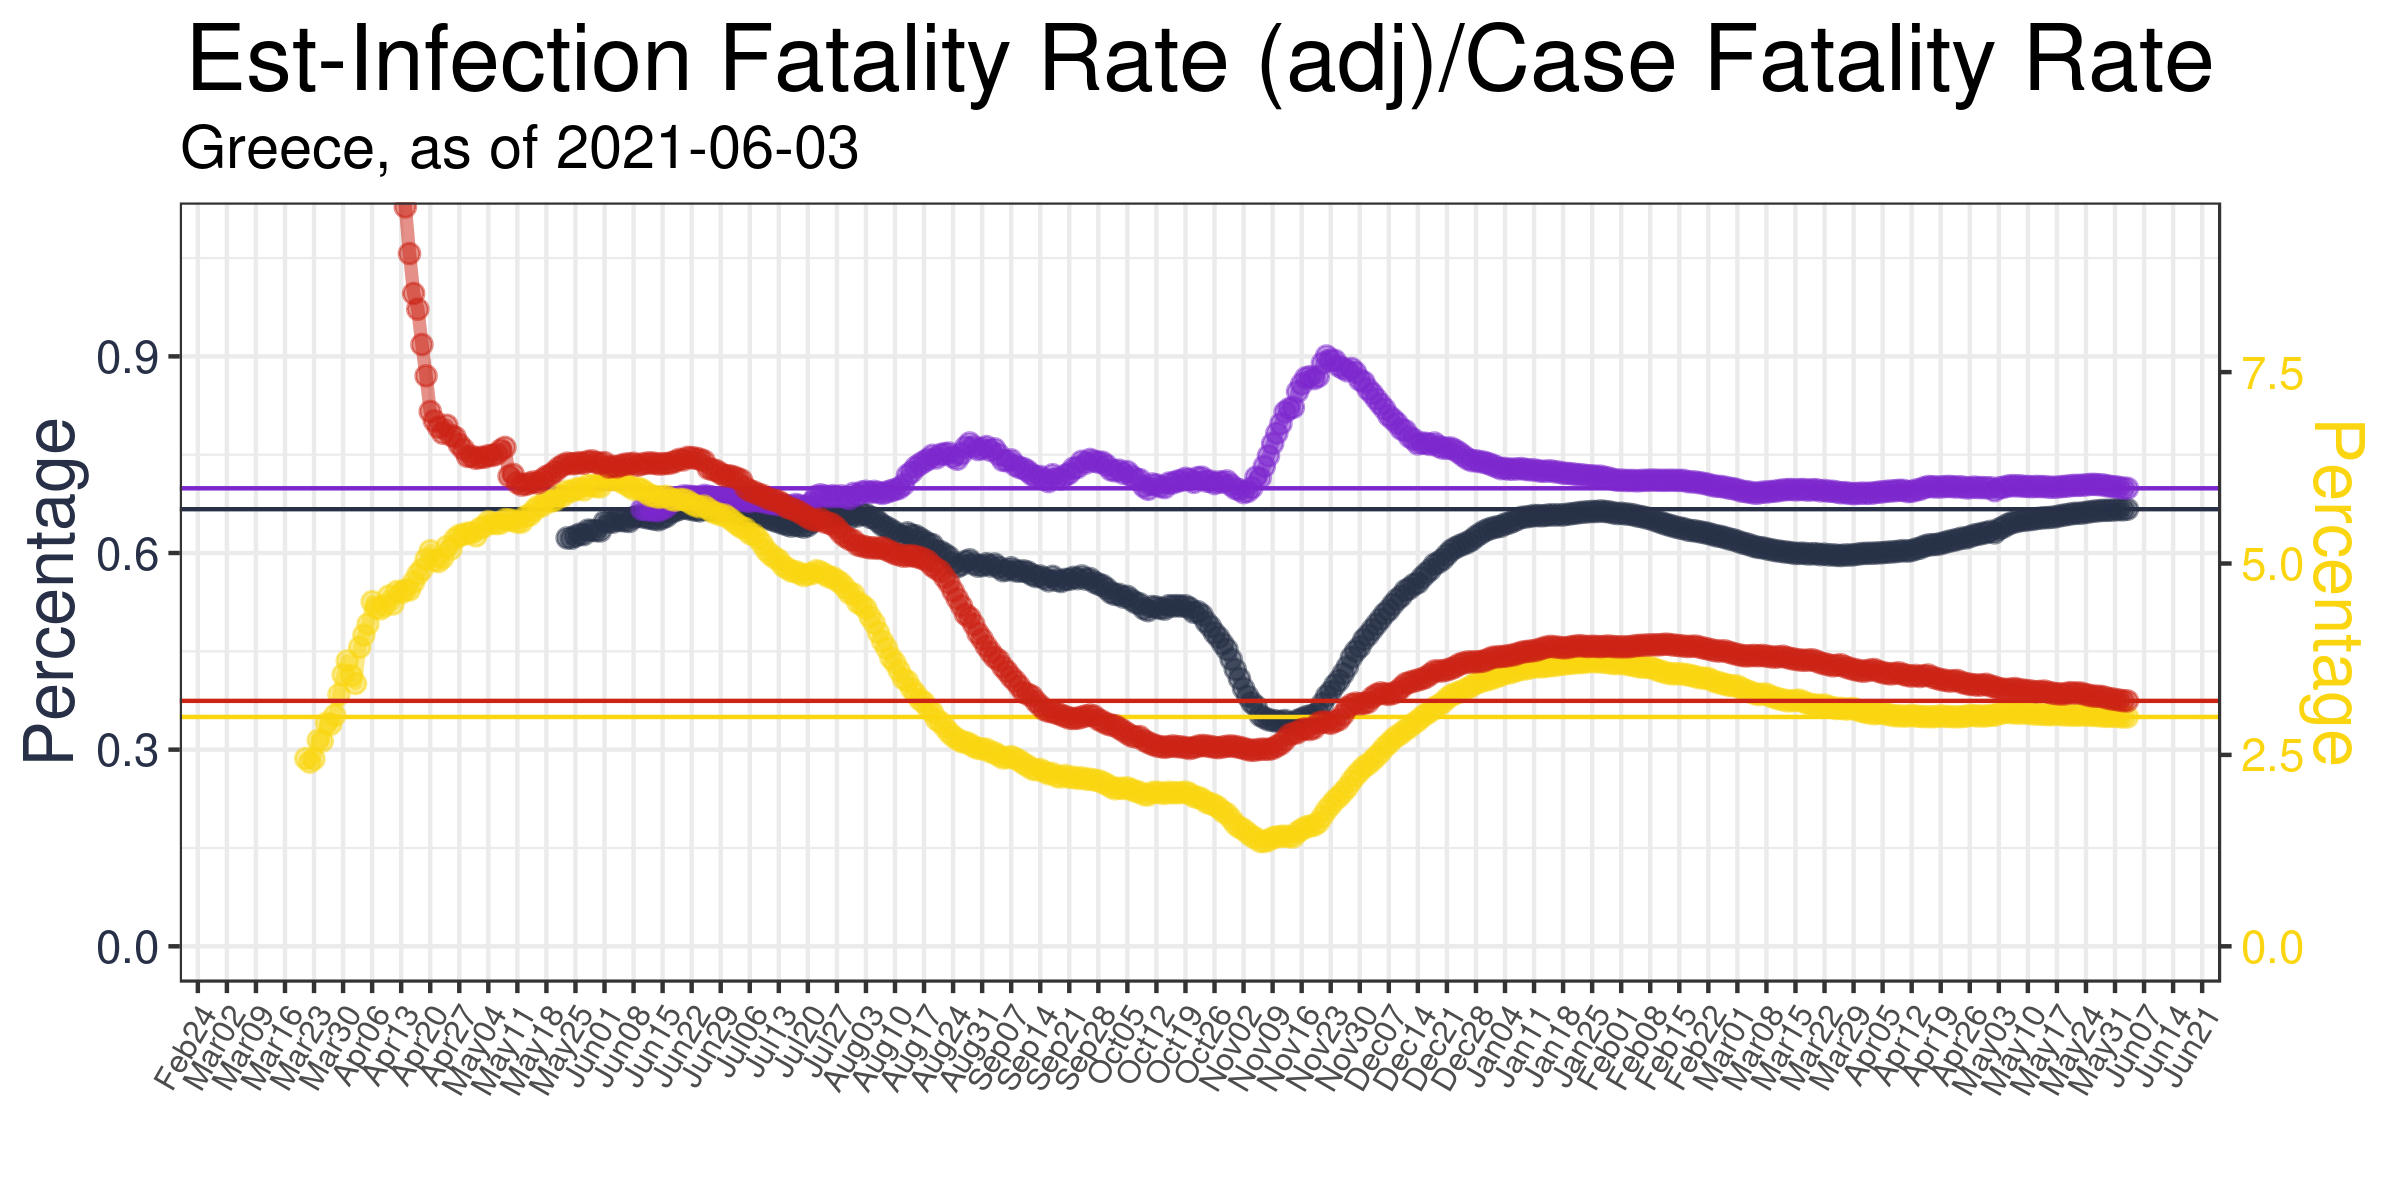 Est-Infection Fatality Rate (adj)/Case Fatality Rate
Greece, as of 2021-06-03
Percentage
0.9
0.6
0.3
0.0
7.5
5.0
2.5
0.0
Percentage
Feb24
Mar02
Mar09
Mar16
Mar23
Mar30
Apr06
Apr13
Apr20
Apr27
May04
May11
May18
May25
Jun01
Jun08
Jun15
Jun22
Jun29
Jul06
Jul13
Jul20
Jul27
Aug03
Aug10
Aug17
Aug24
Aug31
Sep07
Sep14
Sep21
Sep28
Oct05
Oct12
Oct19
Oct26
Nov02
Nov09
Nov16
Nov23
Nov30
Dec07
Dec14
Dec21
Dec28
Jan04
Jan11
Jan18
Jan25
Feb01
Feb08
Feb15
Feb22
Mar01
Mar08
Mar15
Mar22
Mar29
Apr05
Apr12
Apr19
Apr26
May03
May10
May17
May24
May31
Jun07
Jun14
Jun21